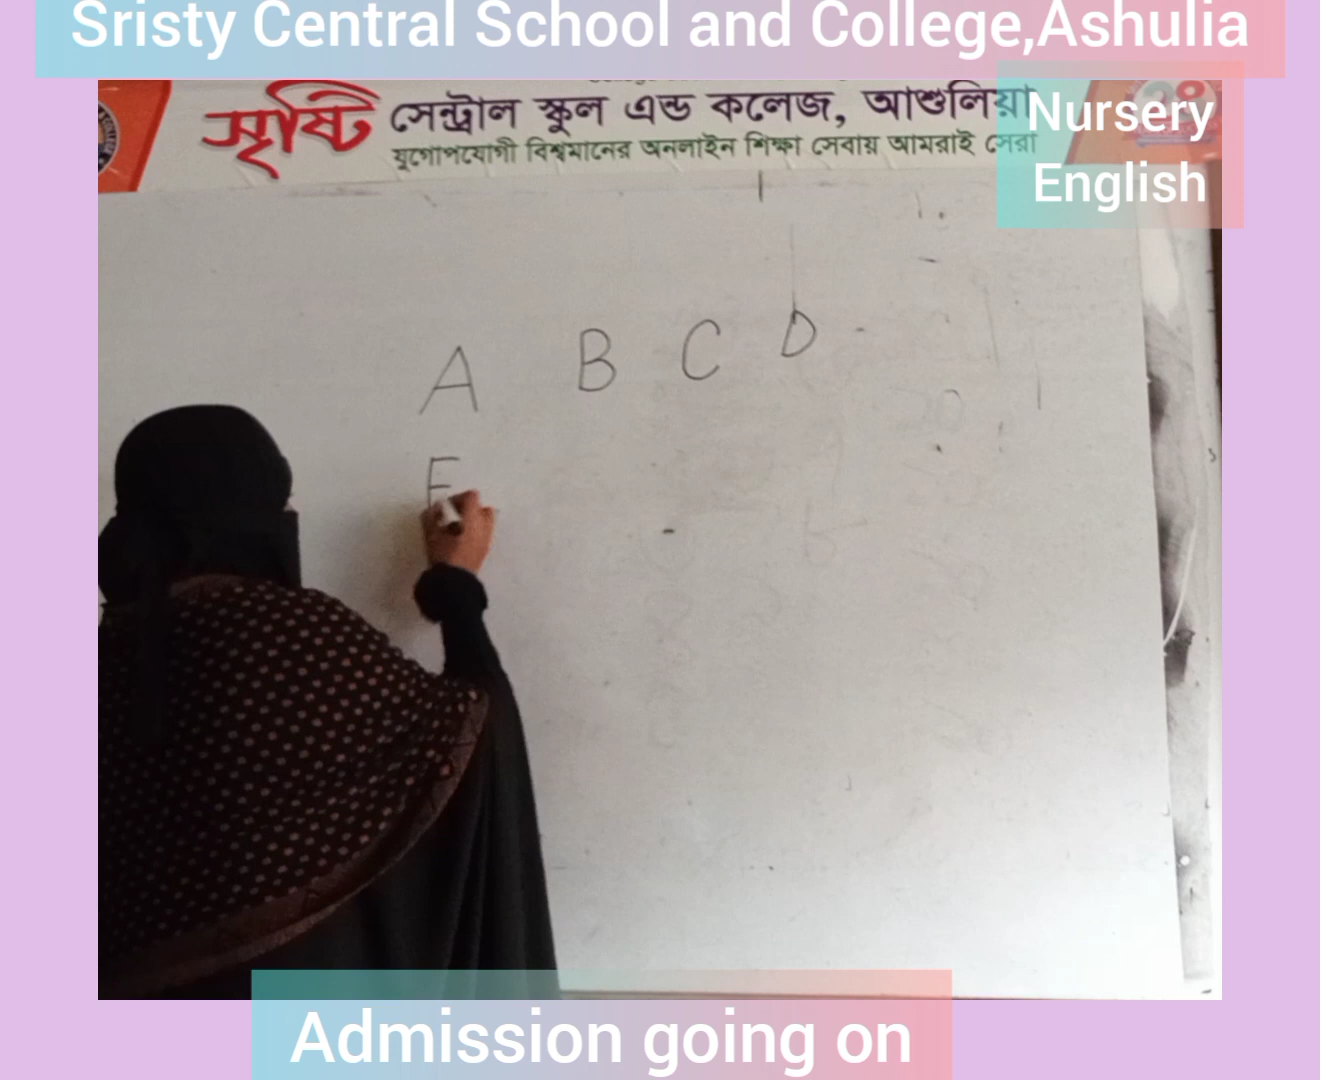 Sristy Central School and College,Ashulia
সৃষ্টি সেন্ট্রাল স্কুল এন্ড কলেজ, আশুলিয়া
যুগোপযোগী বিশ্বমানের অনলাইন শিক্ষা সেবায় আমরাই সেরা
Nursery
English
A B C D
E
Admission going on